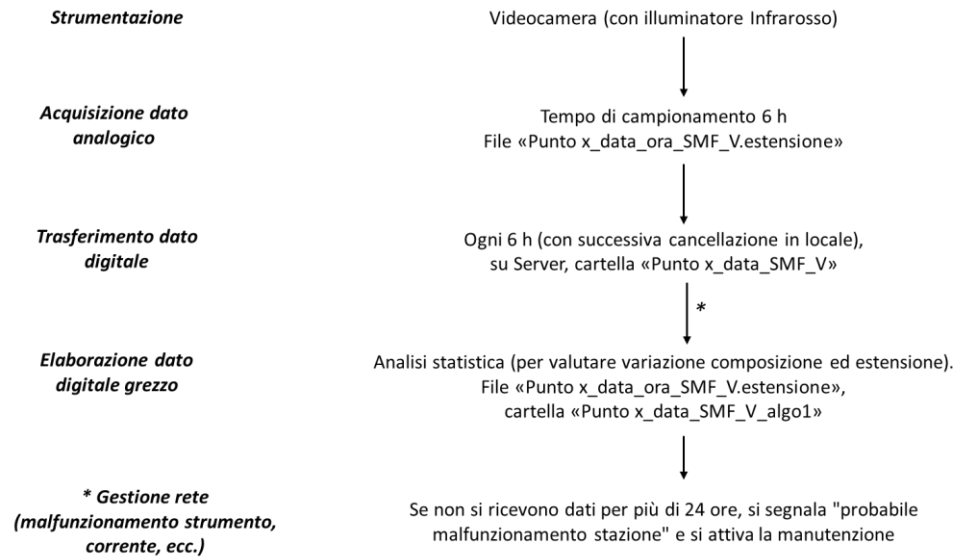 Strumentazione
Videocamera (con illuminatore Infrarosso)
Acquisizione dato
analogico
Tempo di campionamento 6 h
File «Punto x_data_ora_SMF_V.estensione»
Trasferimento dato
digitale
Ogni 6 h (con successiva cancellazione in locale),
su Server, cartella «Punto x_data_SMF_V»
*
Elaborazione dato
digitale grezzo
Analisi statistica (per valutare variazione composizione ed estensione).
File «Punto x_data_ora_SMF_V.estensione»,
cartella «Punto x_data_SMF_V_algo1»
* Gestione rete
(malfunzionamento strumento,
corrente, ecc.)
Se non si ricevono dati per più di 24 ore, si segnala "probabile
malfunzionamento stazione" e si attiva la manutenzione